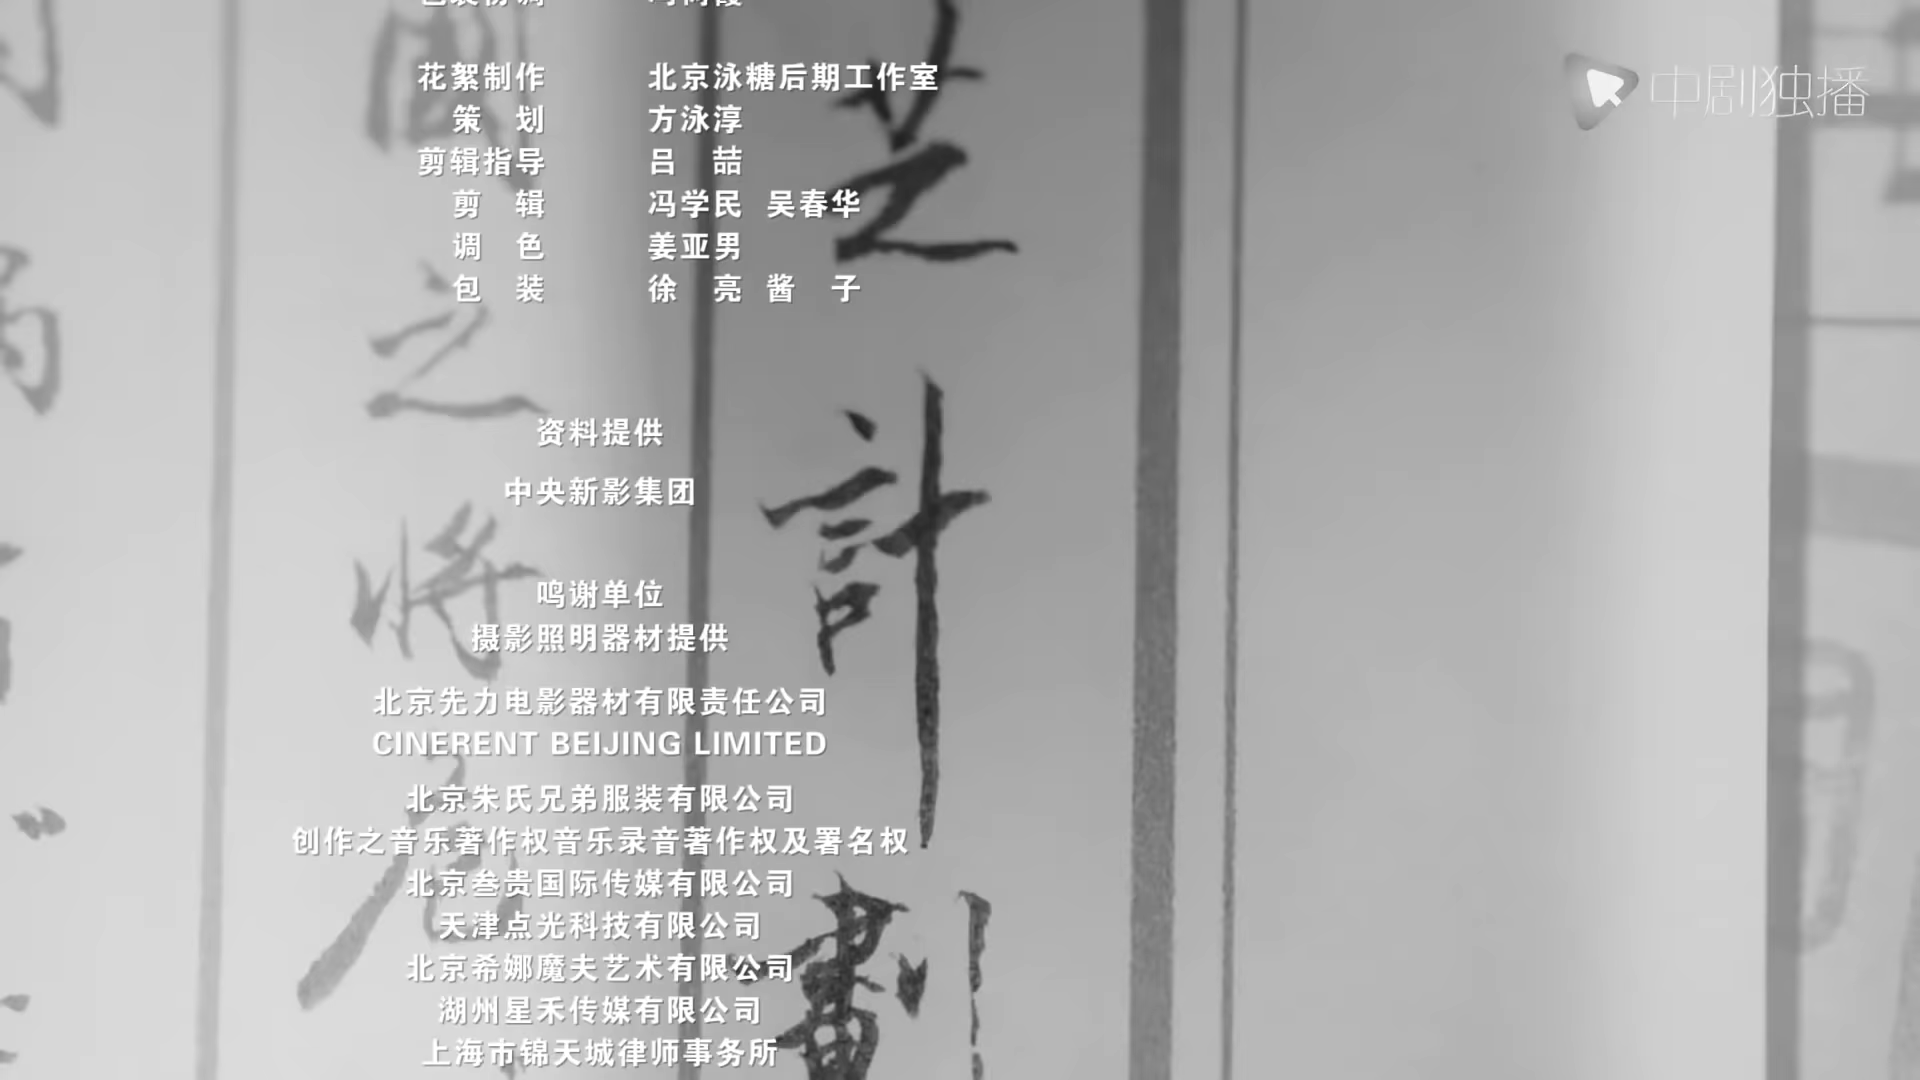 花絮制作 北京泳糖后期工作室
策 划 方泳淳
剪辑指导 吕 喆
剪 辑 冯学民 吴春华
调 色 姜亚男
包 装 徐 亮 酱 子
资料提供
中央新影集团
鸣谢单位
摄影照明器材提供
北京先力电影器材有限责任公司
CINERENT BEIJING LIMITED
北京朱氏兄弟服装有限公司
创作之音乐著作权音乐录音著作权及署名权
北京叁贵国际传媒有限公司
天津点光科技有限公司
北京希娜魔夫艺术有限公司
湖州星禾传媒有限公司
上海市锦天城律师事务所
中剧独播
計劃
國之將